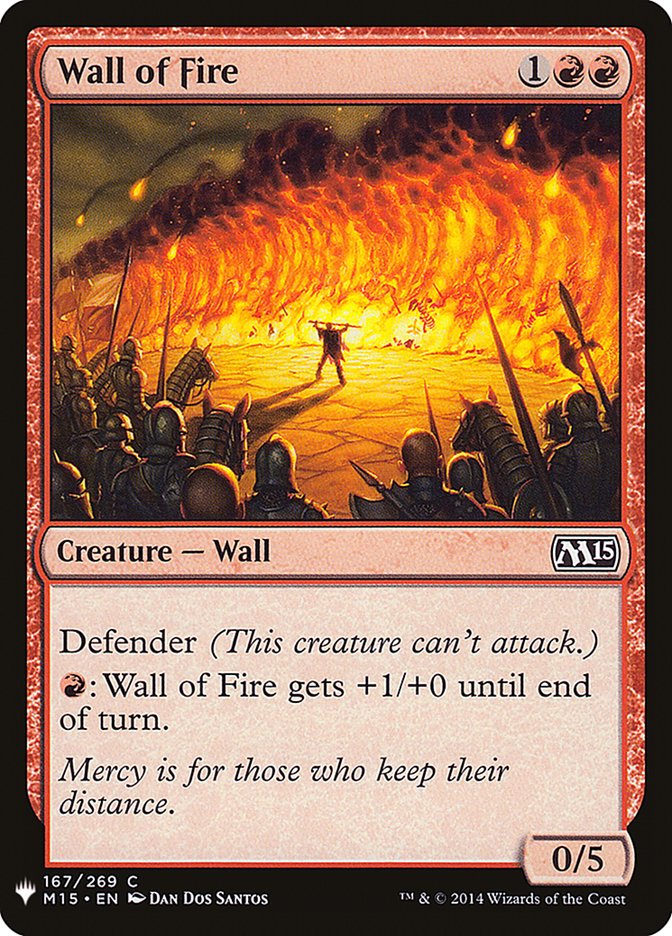 Wall of Fire 1
Creature — Wall M15
Defender (This creature can't attack.)
: Wall of Fire gets +1/+0 until end
of turn.
Mercy is for those who keep their
distance.
0/5
167/269 C
M15 • EN Dan Dos Santos
™ & © 2014 Wizards of the Coast